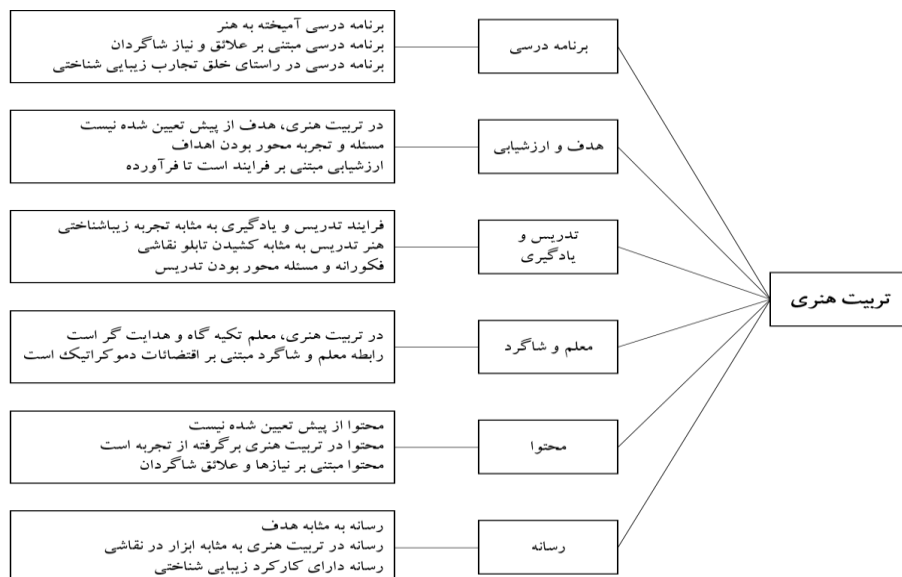 تربیت هنری
برنامه درسی
برنامه درسی آمیخته به هنر
برنامه درسی مبتنی بر علائق و نیاز شاگردان
برنامه درسی در راستای خلق تجارب زیبایی شناختی
هدف و ارزشیابی
در تربیت هنری، هدف از پیش تعیین شده نیست
مسئله و تجربه محور بودن اهداف
ارزشیابی مبتنی بر فرایند است تا فرآورده
تدریس و
یادگیری
فرایند تدریس و یادگیری به مثابه تجربه زیباشناختی
هنر تدریس به مثابه کشیدن تابلو نقاشی
فکورانه و مسئله محور بودن تدریس
معلم و شاگرد
در تربیت هنری، معلم تکیه گاه و هدایت گر است
رابطه معلم و شاگرد مبتنی بر اقتضائات دموکراتیک است
محتوا
محتوا از پیش تعیین شده نیست
محتوا در تربیت هنری برگرفته از تجربه است
محتوا مبتنی بر نیازها و علائق شاگردان
رسانه
رسانه به مثابه هدف
رسانه در تربیت هنری به مثابه ابزار در نقاشی
رسانه دارای کارکرد زیبایی شناختی